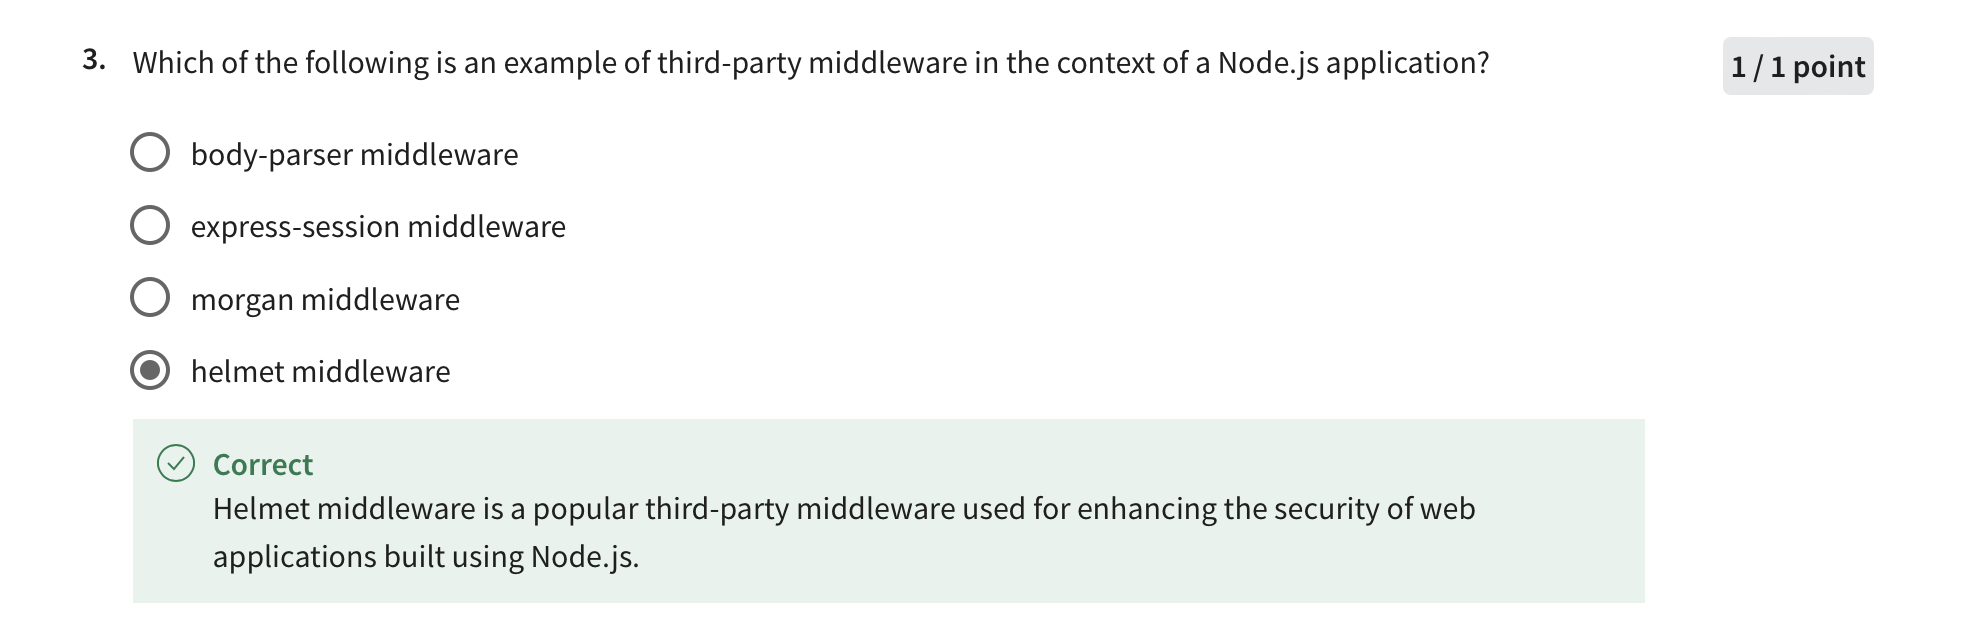 3. Which of the following is an example of third-party middleware in the context of a Node.js application?
1 / 1 point
body-parser middleware
express-session middleware
morgan middleware
helmet middleware
Correct
Helmet middleware is a popular third-party middleware used for enhancing the security of web
applications built using Node.js.